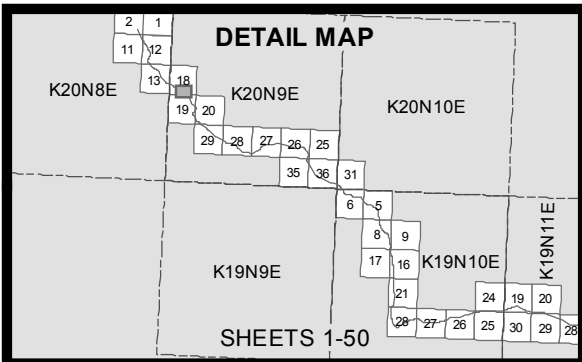 2 1
DETAIL MAP
11 12
13 18
K20N8E
K20N9E
K20N10E
19 20
29 28 27 26 25
35 36 31
6 5
K19N11E
8 9
17 16
K19N9E
K19N10E
21
24 19 20
28 27 26 25 30 29 28
SHEETS 1-50